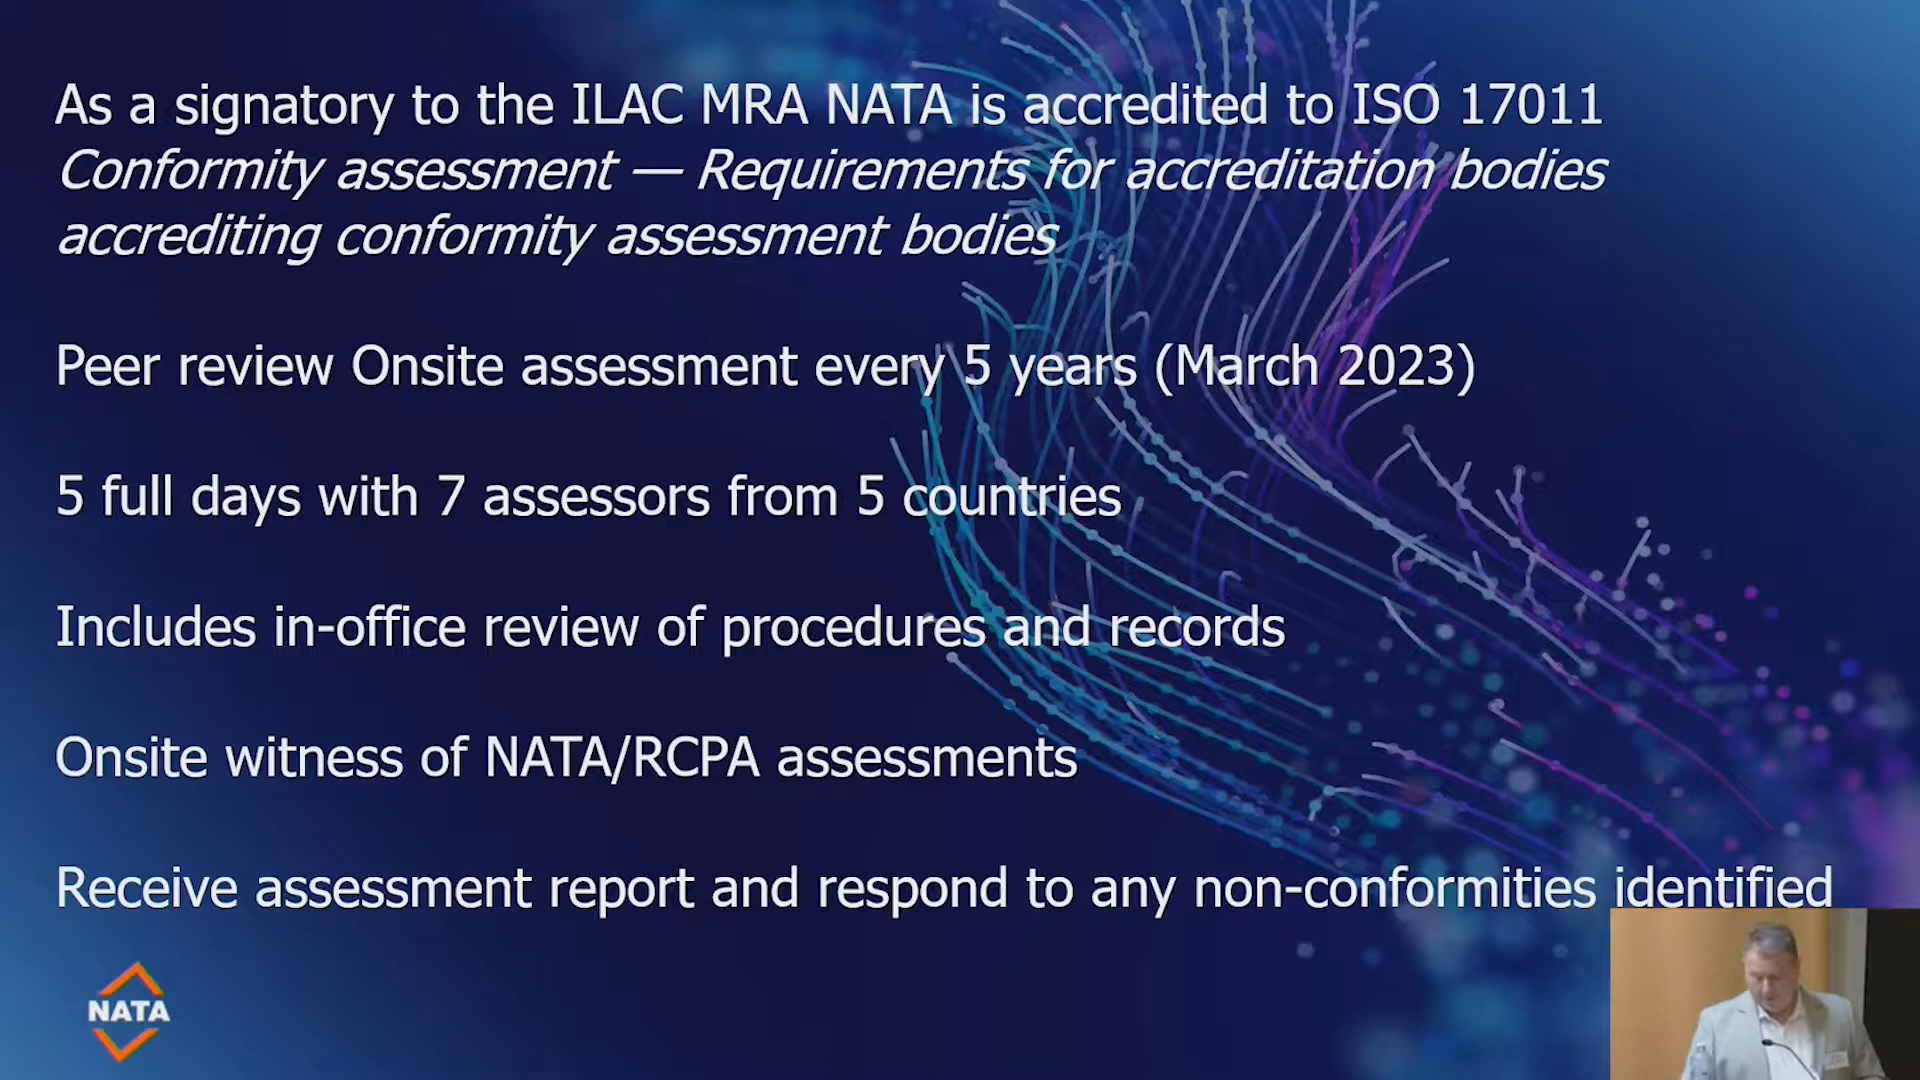 As a signatory to the ILAC MRA NATA is accredited to ISO 17011
Conformity assessment — Requirements for accreditation bodies
accrediting conformity assessment bodies
Peer review Onsite assessment every 5 years (March 2023)
5 full days with 7 assessors from 5 countries
Includes in-office review of procedures and records
Onsite witness of NATA/RCPA assessments
Receive assessment report and respond to any non-conformities identified
NATA